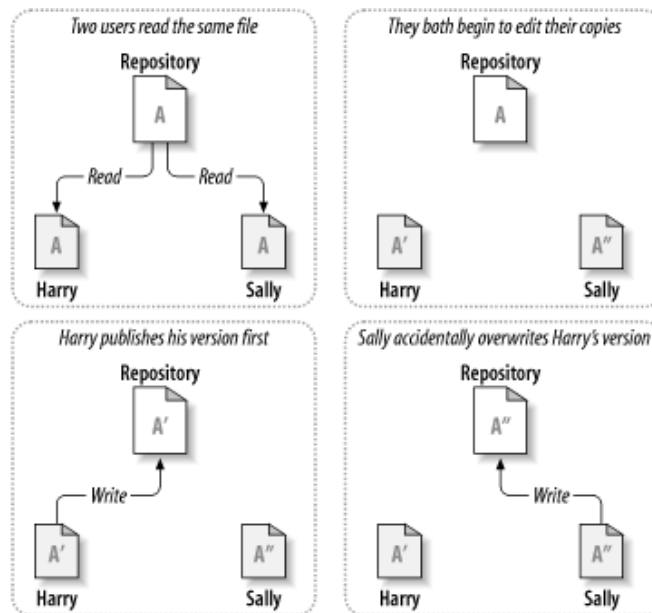 Two users read the same file
Repository
A
Read
Read
A
A
Harry
Sally
They both begin to edit their copies
Repository
A
A'
A"
Harry
Sally
Harry publishes his version first
Repository
A'
Write
A'
A"
Harry
Sally
Sally accidentally overwrites Harry's version
Repository
A"
Write
A'
A"
Harry
Sally